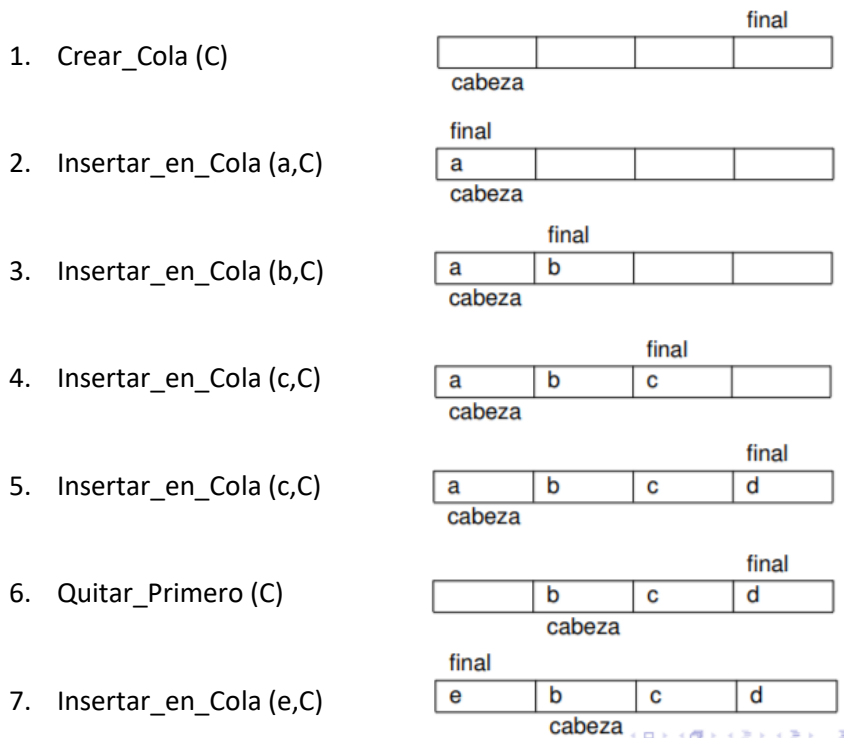 final
1. Crear_Cola (C)
cabeza
final
2. Insertar_en_Cola (a,C)
a
cabeza
final
3. Insertar_en_Cola (b,C)
a b
cabeza
final
4. Insertar_en_Cola (c,C)
a b c
cabeza
final
5. Insertar_en_Cola (c,C)
a b c d
cabeza
final
6. Quitar_Primero (C)
b c d
cabeza
final
7. Insertar_en_Cola (e,C)
e b c d
cabeza